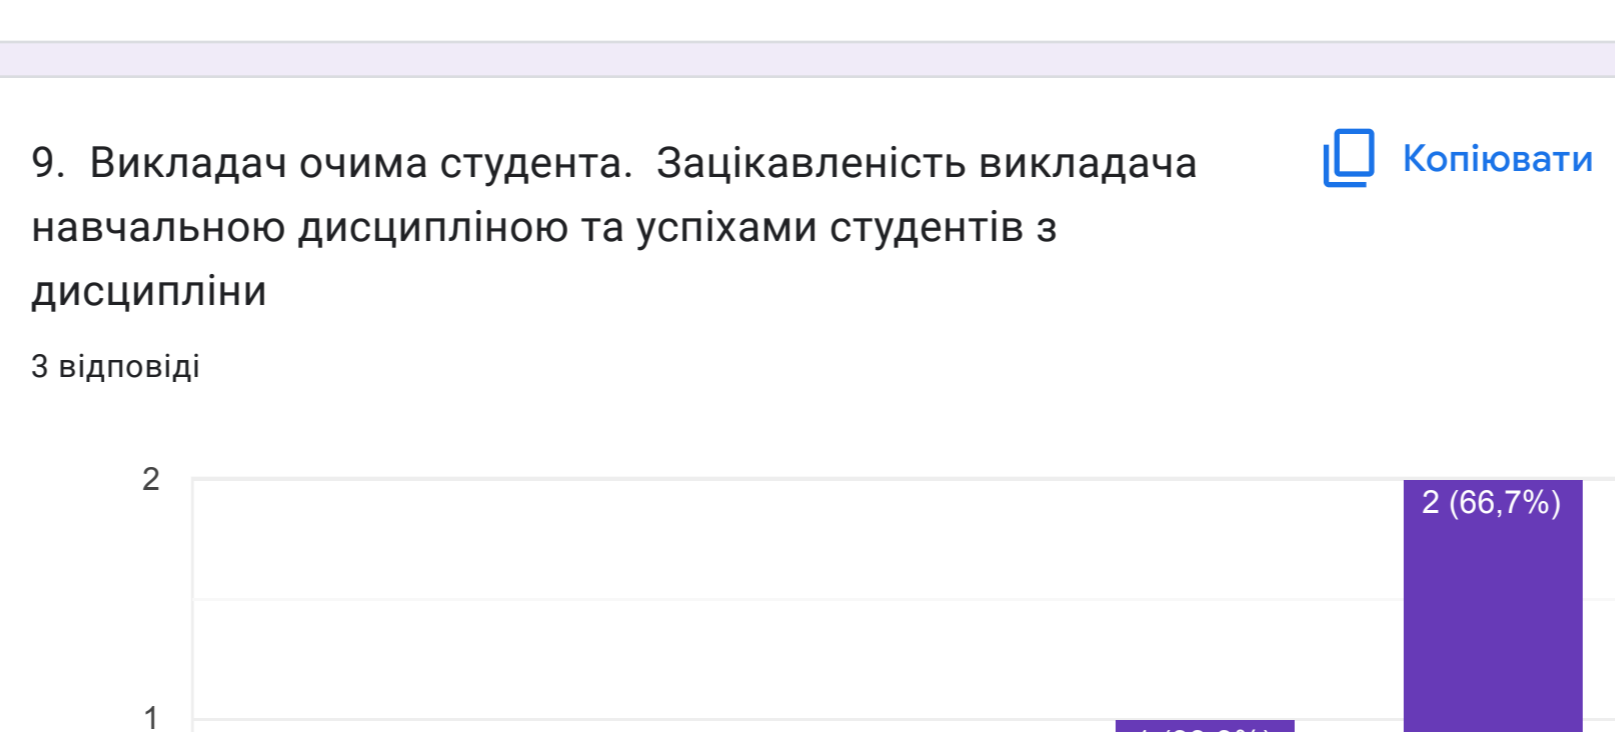 9. Викладач очима студента. Зацікавленість викладача
навчальною дисципліною та успіхами студентів з
дисципліни
Копіювати
3 відповіді
2
2 (66,7%)
1